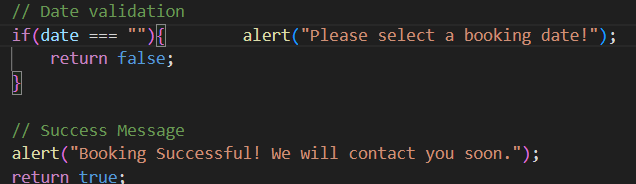 // Date validation
if(date === ""){        alert("Please select a booking date!");
    return false;
}
// Success Message
alert("Booking Successful! We will contact you soon.");
return true;